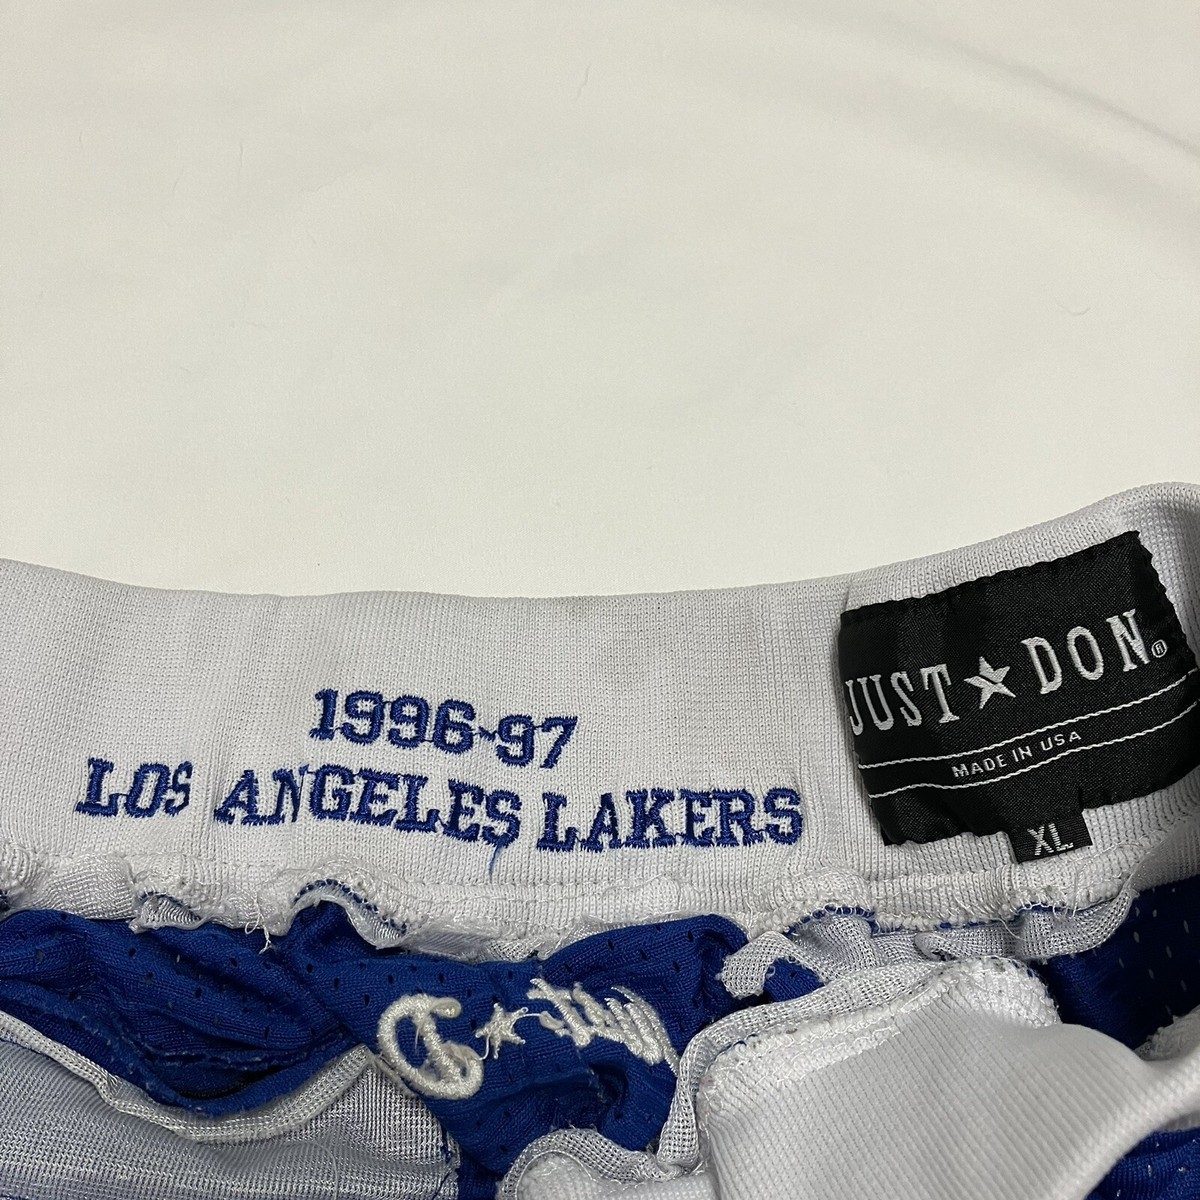 1996-97
LOS ANGELES LAKERS
JUST★DON®
MADE IN USA
XL